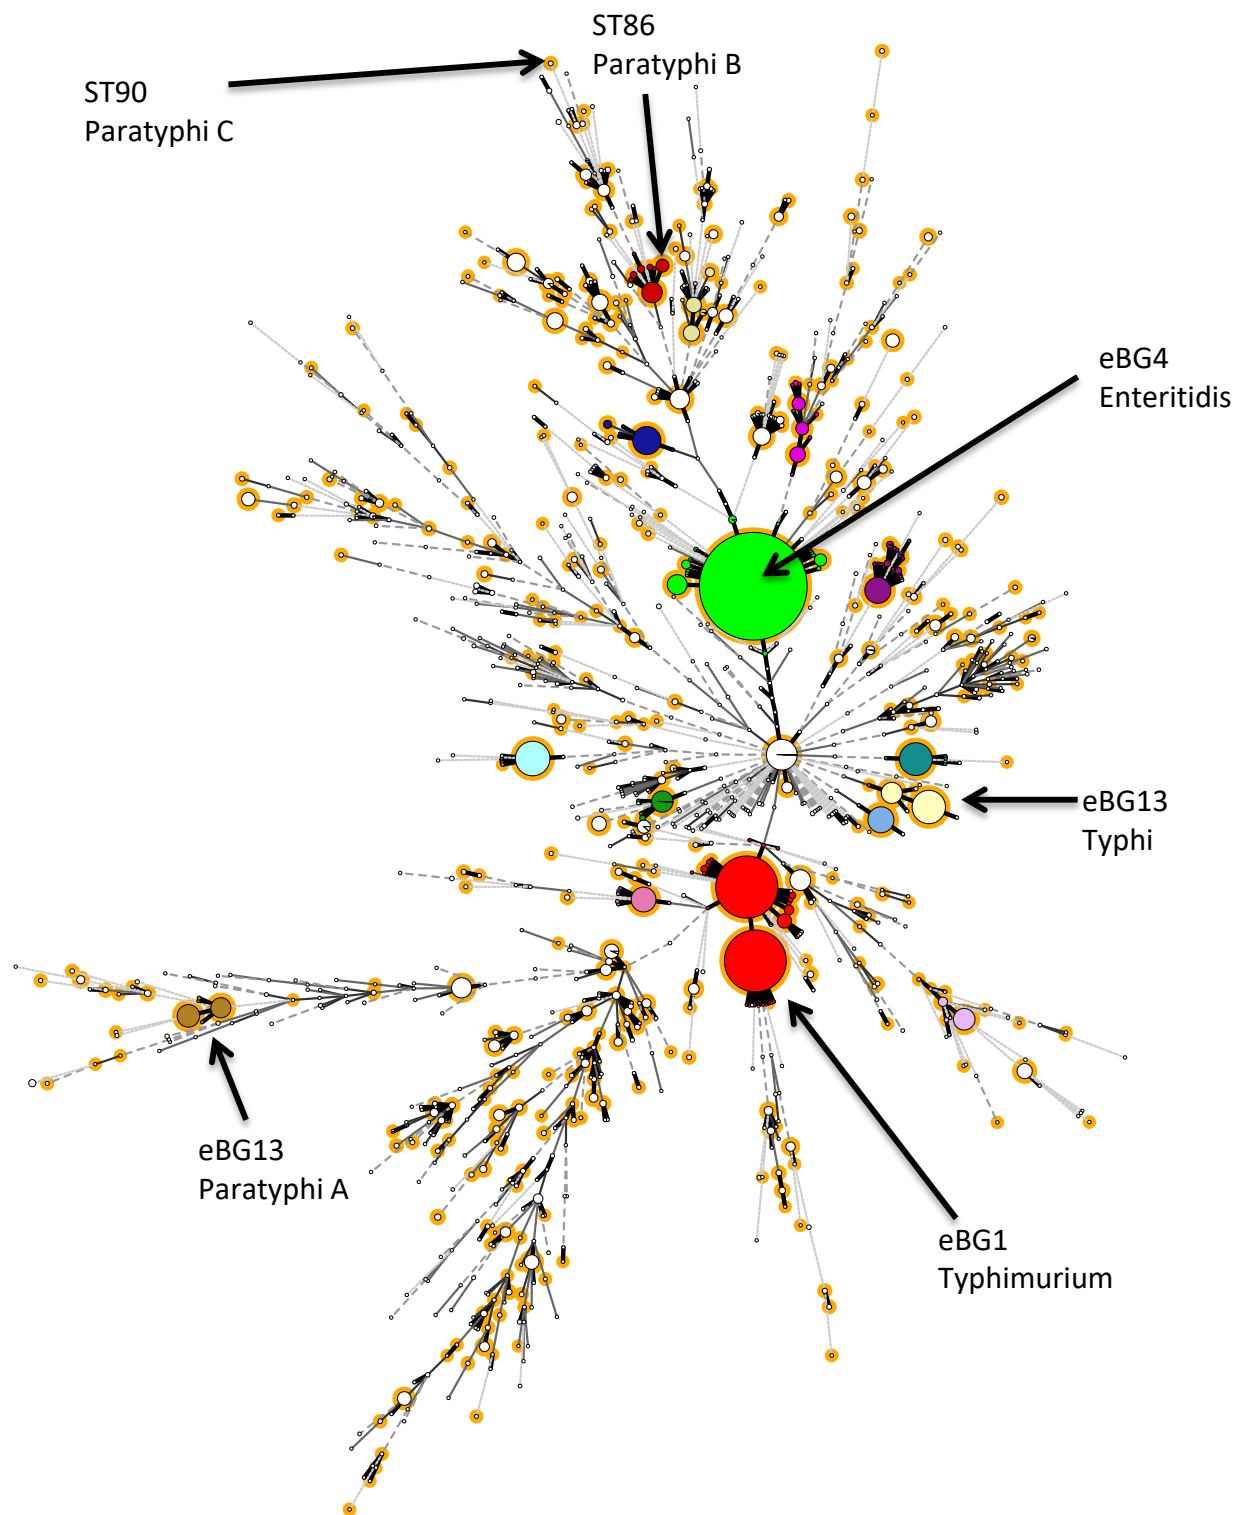 ST86
Paratyphi B
ST90
Paratyphi C
eBG4
Enteritidis
eBG13
Typhi
eBG13
Paratyphi A
eBG1
Typhimurium